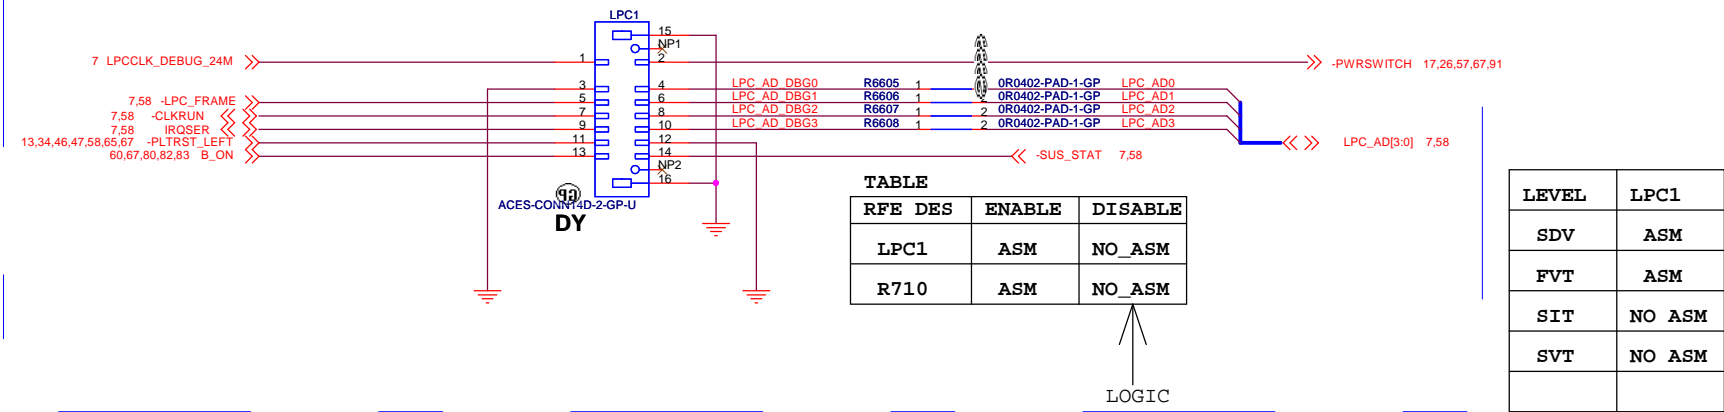 LPC1
15
NP1
7 LPCCLK_DEBUG_24M 1 2 -PWRSWITCH 17,26,57,67,91
3 4 LPC_AD_DBG0 R6605 1 0R0402-PAD-1-GP LPC_AD0
7,58 -LPC_FRAME 5 6 LPC_AD_DBG1 R6606 1 2 0R0402-PAD-1-GP LPC_AD1
7,58 -CLKRUN 7 8 LPC_AD_DBG2 R6607 1 2 0R0402-PAD-1-GP LPC_AD2
7,58 IRQSER 9 10 LPC_AD_DBG3 R6608 1 2 0R0402-PAD-1-GP LPC_AD3
13,34,46,47,58,65,67 -PLTRST_LEFT 11 12 LPC_AD[3:0] 7,58
60,67,80,82,83 B_ON 13 14 -SUS_STAT 7,58
NP2
16
ACES-CONN14D-2-GP-U
DY
TABLE
RFE DES ENABLE DISABLE
LPC1 ASM NO_ASM
R710 ASM NO_ASM
LOGIC
LEVEL LPC1
SDV ASM
FVT ASM
SIT NO ASM
SVT NO ASM